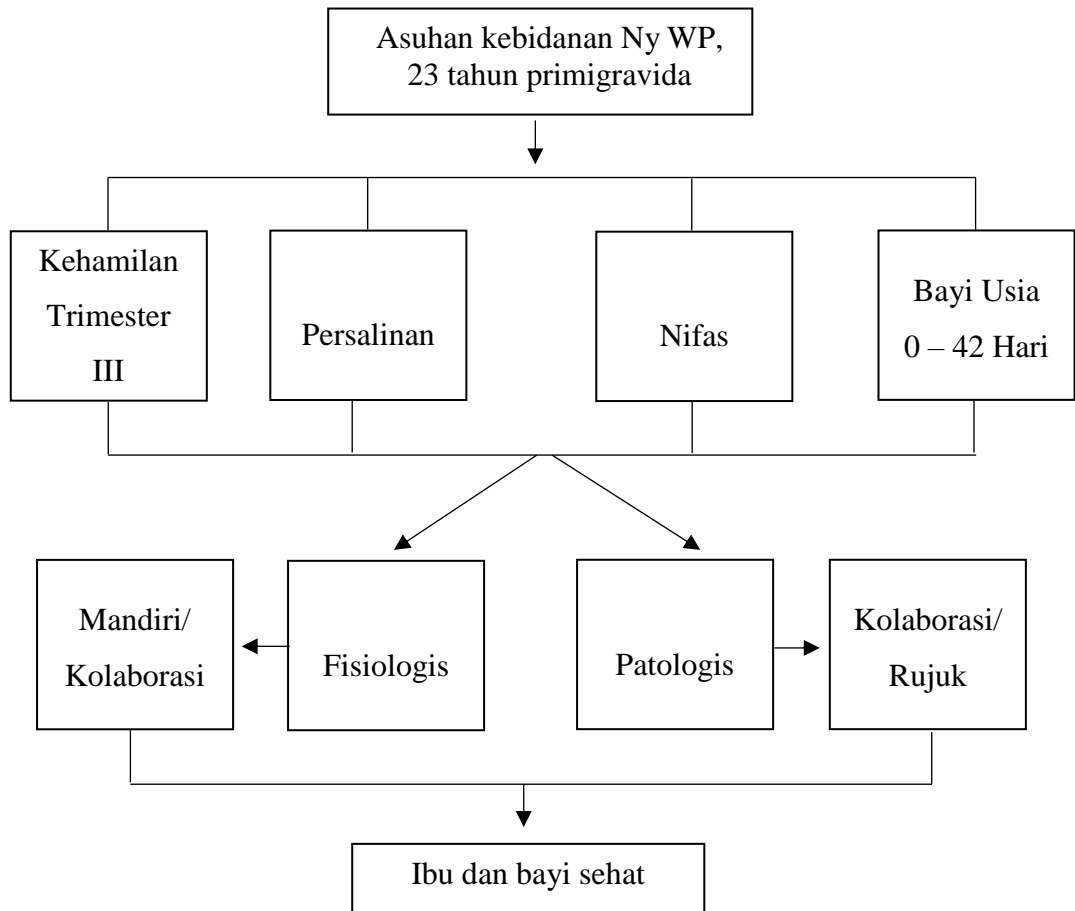 Asuhan kebidanan Ny WP,
23 tahun primigravida
Kehamilan
Trimester
III
Persalinan
Nifas
Bayi Usia
0 – 42 Hari
Mandiri/
Kolaborasi
Fisiologis
Patologis
Kolaborasi/
Rujuk
Ibu dan bayi sehat